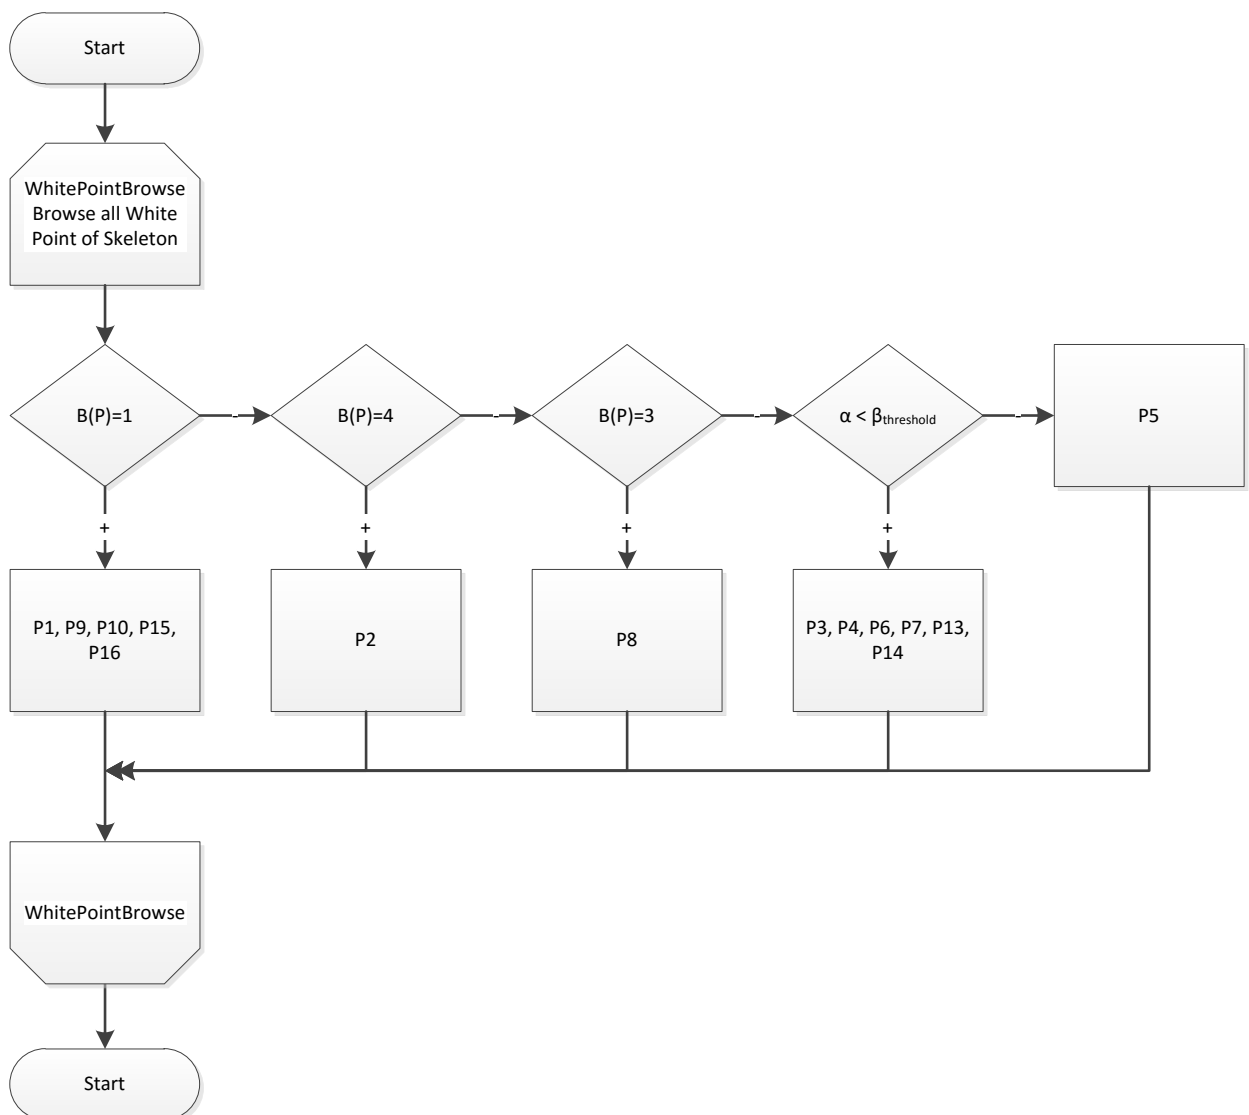 Start
WhitePointBrowse
Browse all White
Point of Skeleton
B(P)=1
-
B(P)=4
-
B(P)=3
-
α < βthreshold
-
P5
+
+
+
+
P1, P9, P10, P15,
P16
P2
P8
P3, P4, P6, P7, P13,
P14
WhitePointBrowse
Start